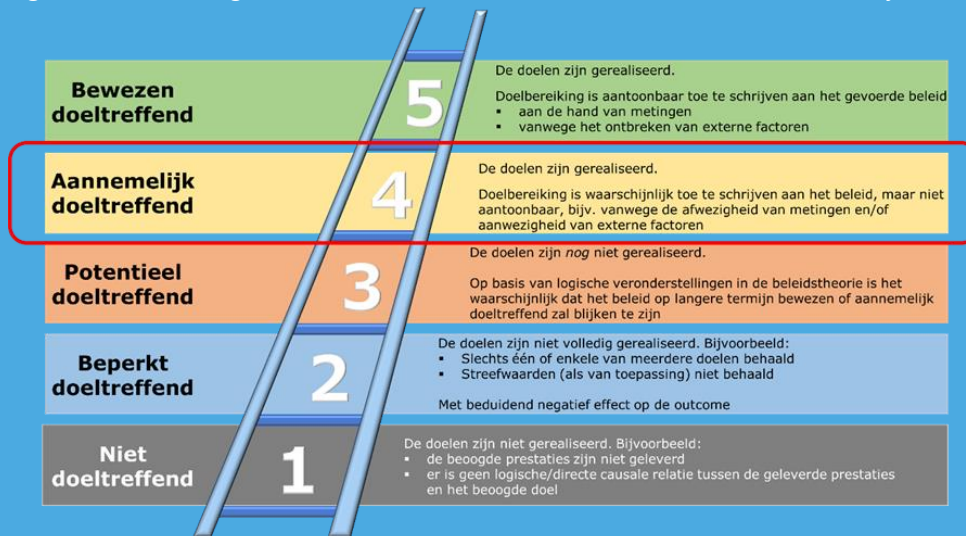 Bewezen
doeltreffend
5
De doelen zijn gerealiseerd.
Doelbereiking is aantoonbaar toe te schrijven aan het gevoerde beleid
▪ aan de hand van metingen
▪ vanwege het ontbreken van externe factoren
Aannemelijk
doeltreffend
4
De doelen zijn gerealiseerd.
Doelbereiking is waarschijnlijk toe te schrijven aan het beleid, maar niet
aantoonbaar, bijv. vanwege de afwezigheid van metingen en/of
aanwezigheid van externe factoren
Potentieel
doeltreffend
3
De doelen zijn nog niet gerealiseerd.
Op basis van logische veronderstellingen in de beleidstheorie is het
waarschijnlijk dat het beleid op langere termijn bewezen of aannemelijk
doeltreffend zal blijken te zijn
Beperkt
doeltreffend
2
De doelen zijn niet volledig gerealiseerd. Bijvoorbeeld:
▪ Slechts één of enkele van meerdere doelen behaald
▪ Streefwaarden (als van toepassing) niet behaald
Met beduidend negatief effect op de outcome
Niet
doeltreffend
1
De doelen zijn niet gerealiseerd. Bijvoorbeeld:
▪ de beoogde prestaties zijn niet geleverd
▪ er is geen logische/directe causale relatie tussen de geleverde prestaties
en het beoogde doel